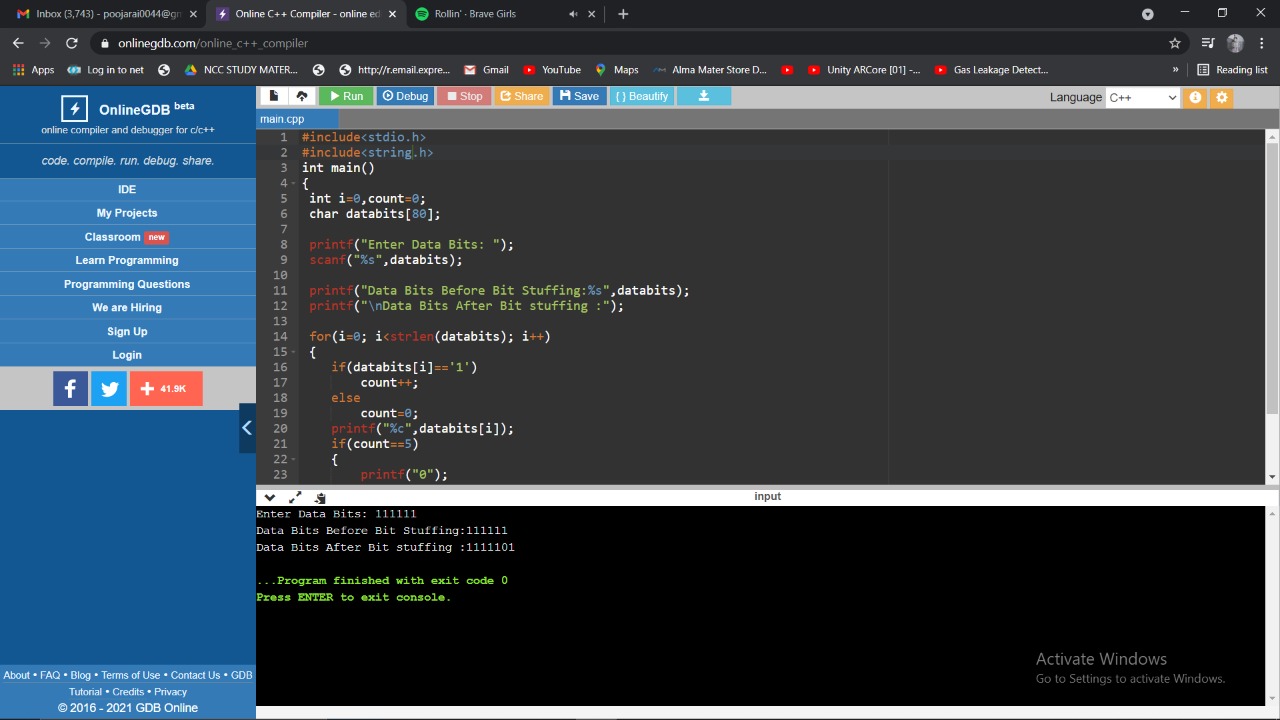 Inbox (3,743) - poojarai0044@gm
Online C++ Compiler - online ed
Rollin' · Brave Girls
onlinegdb.com/online_c++_compiler
Apps
Log in to net
NCC STUDY MATER...
http://r.email.expre...
Gmail
YouTube
Maps
Alma Mater Store D...
Unity ARCore [01] -...
Gas Leakage Detect...
»
Reading list
OnlineGDB beta
online compiler and debugger for c/c++
code. compile. run. debug. share.
IDE
My Projects
Classroom new
Learn Programming
Programming Questions
We are Hiring
Sign Up
Login
f
+ 41.9K
About • FAQ • Blog • Terms of Use • Contact Us • GDB
Tutorial • Credits • Privacy
© 2016 - 2021 GDB Online
Run
Debug
Stop
Share
Save
{ } Beautify
Language C++
main.cpp
1 #include<stdio.h>
2 #include<string.h>
3 int main()
4 {
5 int i=0,count=0;
6 char databits[80];
7
8 printf("Enter Data Bits: ");
9 scanf("%s",databits);
10
11 printf("Data Bits Before Bit Stuffing:%s",databits);
12 printf("\nData Bits After Bit stuffing :");
13
14 for(i=0; i<strlen(databits); i++)
15 {
16 if(databits[i]=='1')
17 count++;
18 else
19 count=0;
20 printf("%c",databits[i]);
21 if(count==5)
22 {
23 printf("0");
input
Enter Data Bits: 111111
Data Bits Before Bit Stuffing:111111
Data Bits After Bit stuffing :1111101
...Program finished with exit code 0
Press ENTER to exit console.
Activate Windows
Go to Settings to activate Windows.